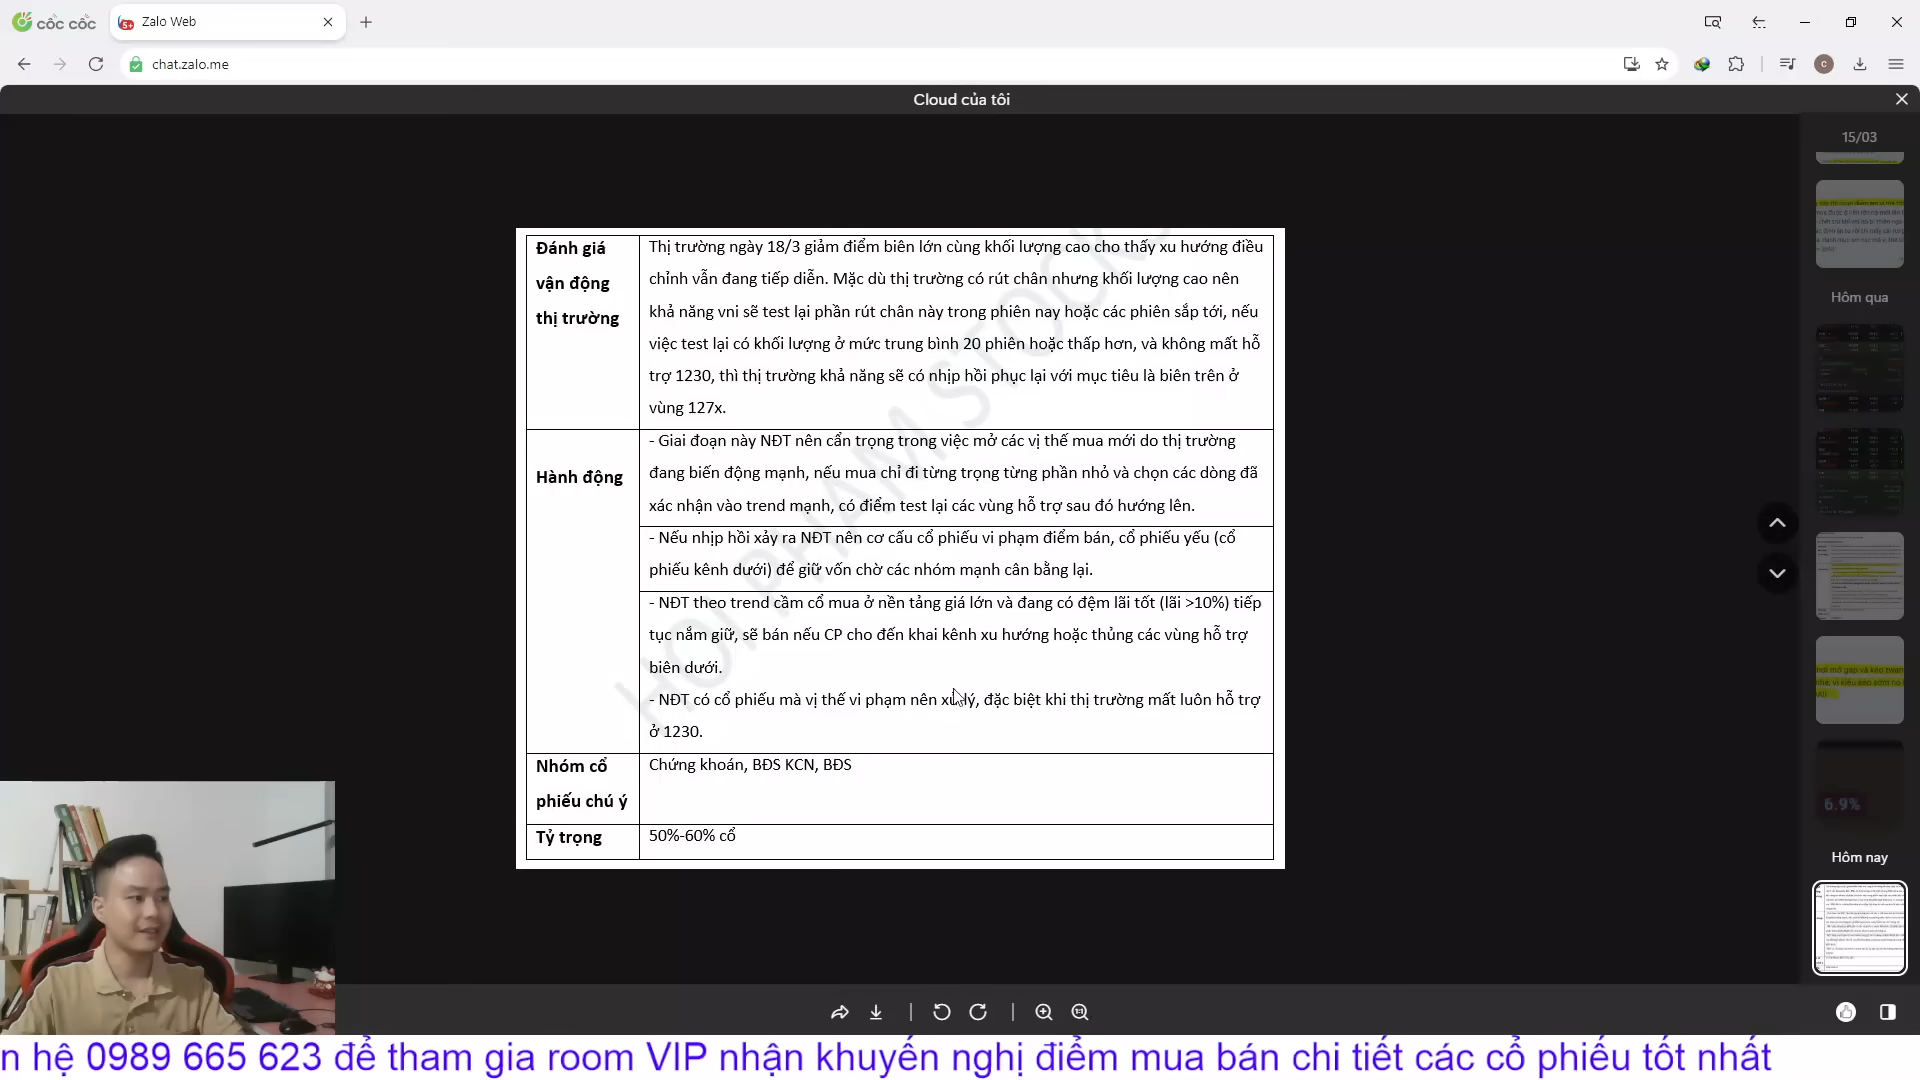 cốc cốc
Zalo Web
chat.zalo.me
Cloud của tôi
15/03
Hôm qua
Đánh giá
vận động
thị trường
Thị trường ngày 18/3 giảm điểm biên lớn cùng khối lượng cao cho thấy xu hướng điều
chỉnh vẫn đang tiếp diễn. Mặc dù thị trường có rút chân nhưng khối lượng cao nên
khả năng vni sẽ test lại phần rút chân này trong phiên nay hoặc các phiên sắp tới, nếu
việc test lại có khối lượng ở mức trung bình 20 phiên hoặc thấp hơn, và không mất hỗ
trợ 1230, thì thị trường khả năng sẽ có nhịp hồi phục lại với mục tiêu là biên trên ở
vùng 127x.
Hành động
- Giai đoạn này NĐT nên cẩn trọng trong việc mở các vị thế mua mới do thị trường
đang biến động mạnh, nếu mua chỉ đi từng trọng từng phần nhỏ và chọn các dòng đã
xác nhận vào trend mạnh, có điểm test lại các vùng hỗ trợ sau đó hướng lên.
- Nếu nhịp hồi xảy ra NĐT nên cơ cấu cổ phiếu vi phạm điểm bán, cổ phiếu yếu (cổ
phiếu kênh dưới) để giữ vốn chờ các nhóm mạnh cân bằng lại.
- NĐT theo trend cầm cổ mua ở nền tảng giá lớn và đang có đệm lãi tốt (lãi >10%) tiếp
tục nắm giữ, sẽ bán nếu CP cho đến khai kênh xu hướng hoặc thủng các vùng hỗ trợ
biên dưới.
- NĐT có cổ phiếu mà vị thế vi phạm nên xử lý, đặc biệt khi thị trường mất luôn hỗ trợ
ở 1230.
Nhóm cổ
phiếu chú ý
Chứng khoán, BĐS KCN, BĐS
Tỷ trọng
50%-60% cổ
HỘI PHAM STOCK
6.9%
Hôm nay
n hệ 0989 665 623 để tham gia room VIP nhận khuyến nghị điểm mua bán chi tiết các cổ phiếu tốt nhất